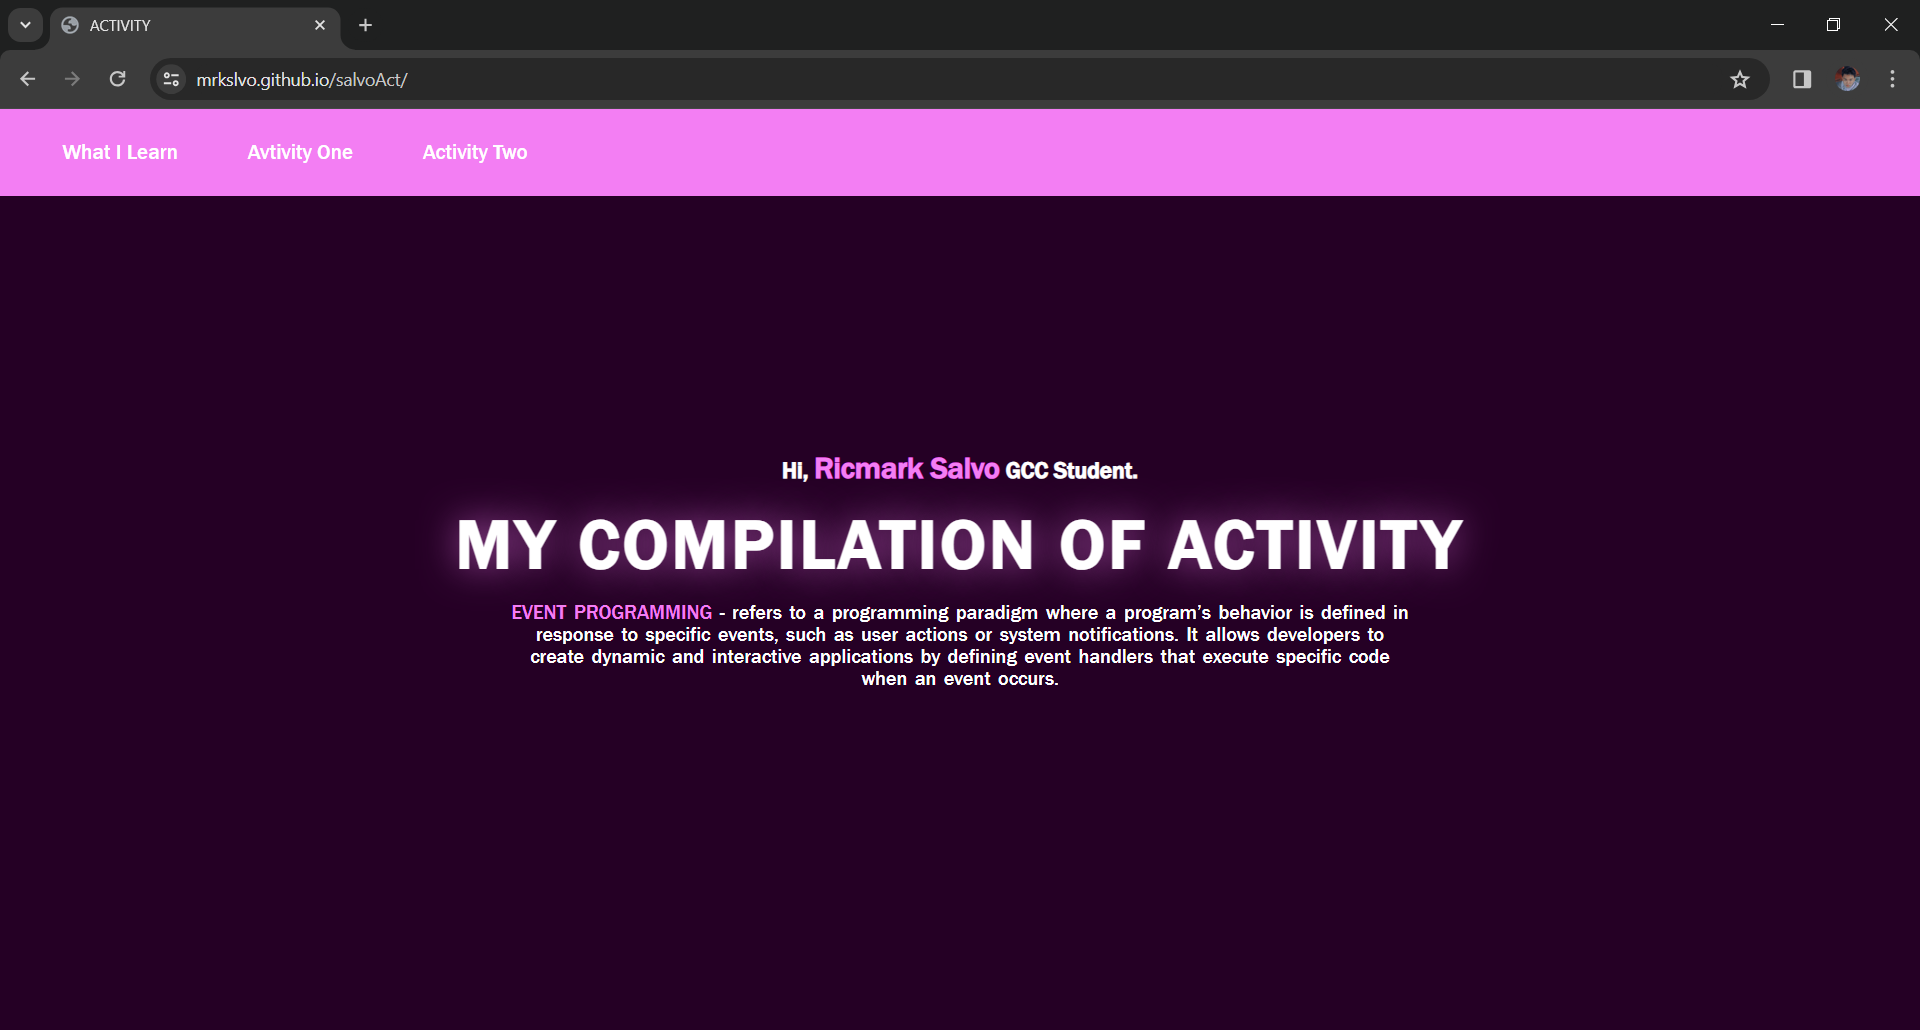 ACTIVITY
mrkslvo.github.io/salvoAct/
What I Learn
Avtivity One
Activity Two
Hi, Ricmark Salvo GCC Student.
MY COMPILATION OF ACTIVITY
EVENT PROGRAMMING - refers to a programming paradigm where a program’s behavior is defined in
response to specific events, such as user actions or system notifications. It allows developers to
create dynamic and interactive applications by defining event handlers that execute specific code
when an event occurs.